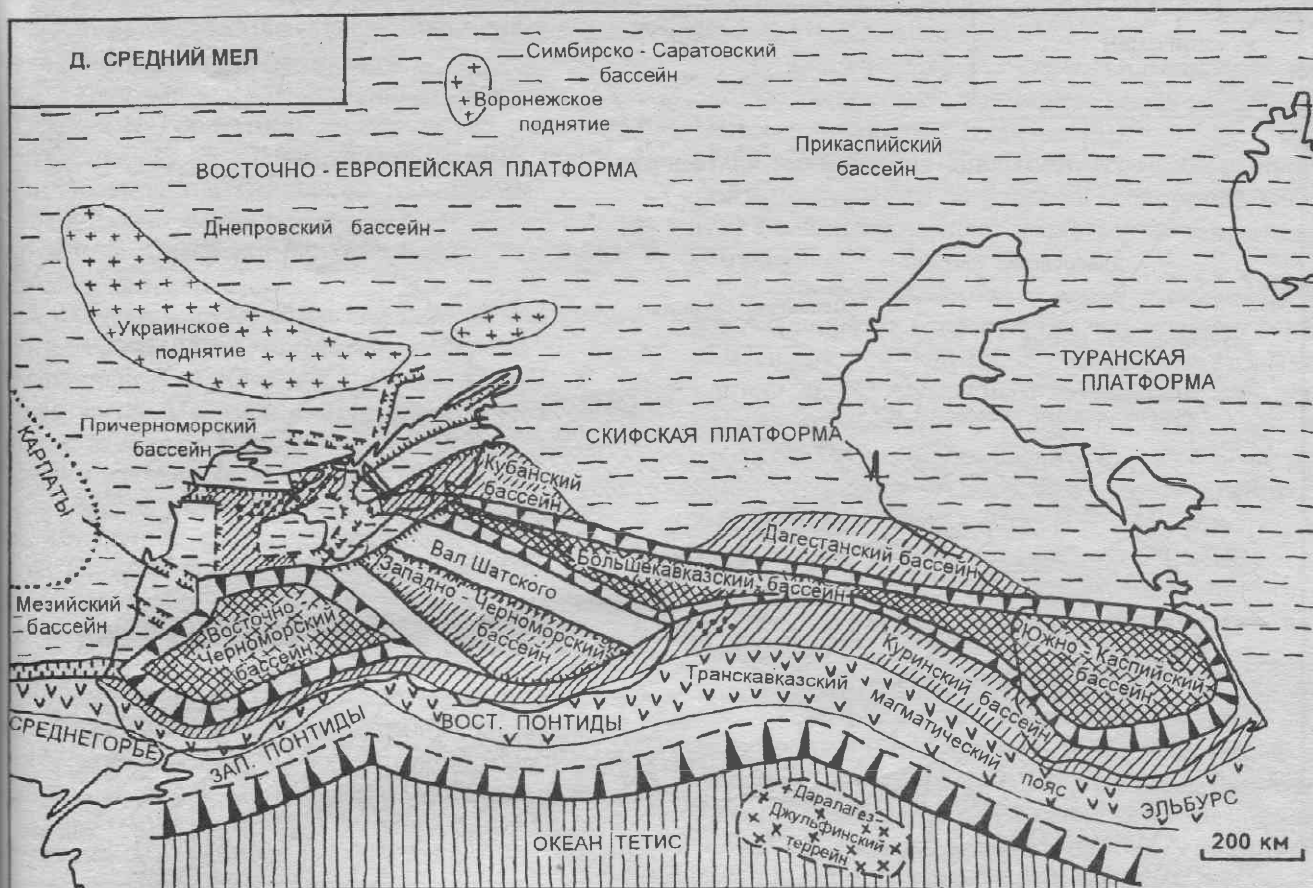 Д. СРЕДНИЙ МЕЛ
Симбирско - Саратовский
бассейн
Воронежское
поднятие
Прикаспийский
бассейн
ВОСТОЧНО - ЕВРОПЕЙСКАЯ ПЛАТФОРМА
Днепровский бассейн
Украинское
поднятие
ТУРАНСКАЯ
ПЛАТФОРМА
КАРПАТЫ
Причерноморский
бассейн
СКИФСКАЯ ПЛАТФОРМА
Кубанский
бассейн
Дагестанский бассейн
Большекавказский бассейн
Вал Шатского
Западно - Черноморский
бассейн
Мезийский
бассейн
Восточно -
Черноморский
бассейн
Южно - Каспийский
бассейн
Куринский бассейн
Транскавказский
магматический пояс
СРЕДНЕГОРЬЕ
ЗАП. ПОНТИДЫ
ВОСТ. ПОНТИДЫ
ЭЛЬБУРС
Даралагез -
Джульфинский
террейн
ОКЕАН ТЕТИС
200 км